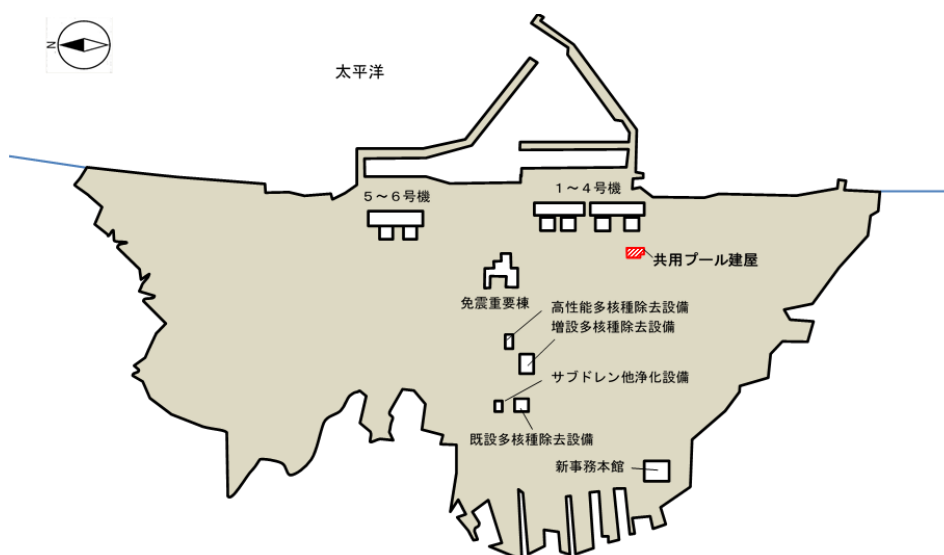 N
太平洋
5~6号機
1~4号機
共用プール建屋
免震重要棟
高性能多核種除去設備
増設多核種除去設備
サブドレン他浄化設備
既設多核種除去設備
新事務本館